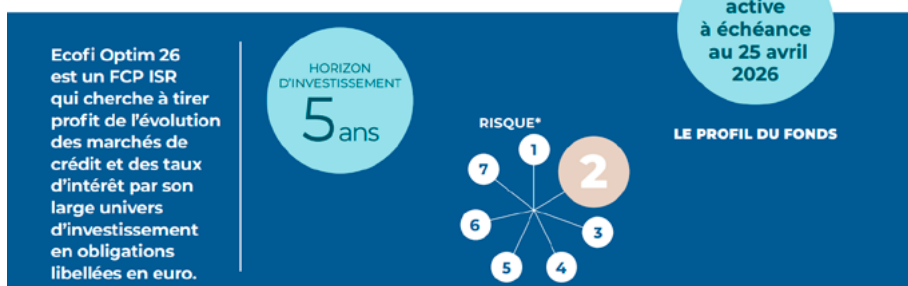 Ecofi Optim 26
est un FCP ISR
qui cherche à tirer
profit de l'évolution
des marchés de
crédit et des taux
d'intérêt par son
large univers
d'investissement
en obligations
libellées en euro.
HORIZON
D'INVESTISSEMENT
5 ans
RISQUE*
1
2
3
4
5
6
7
active
à échéance
au 25 avril
2026
LE PROFIL DU FONDS